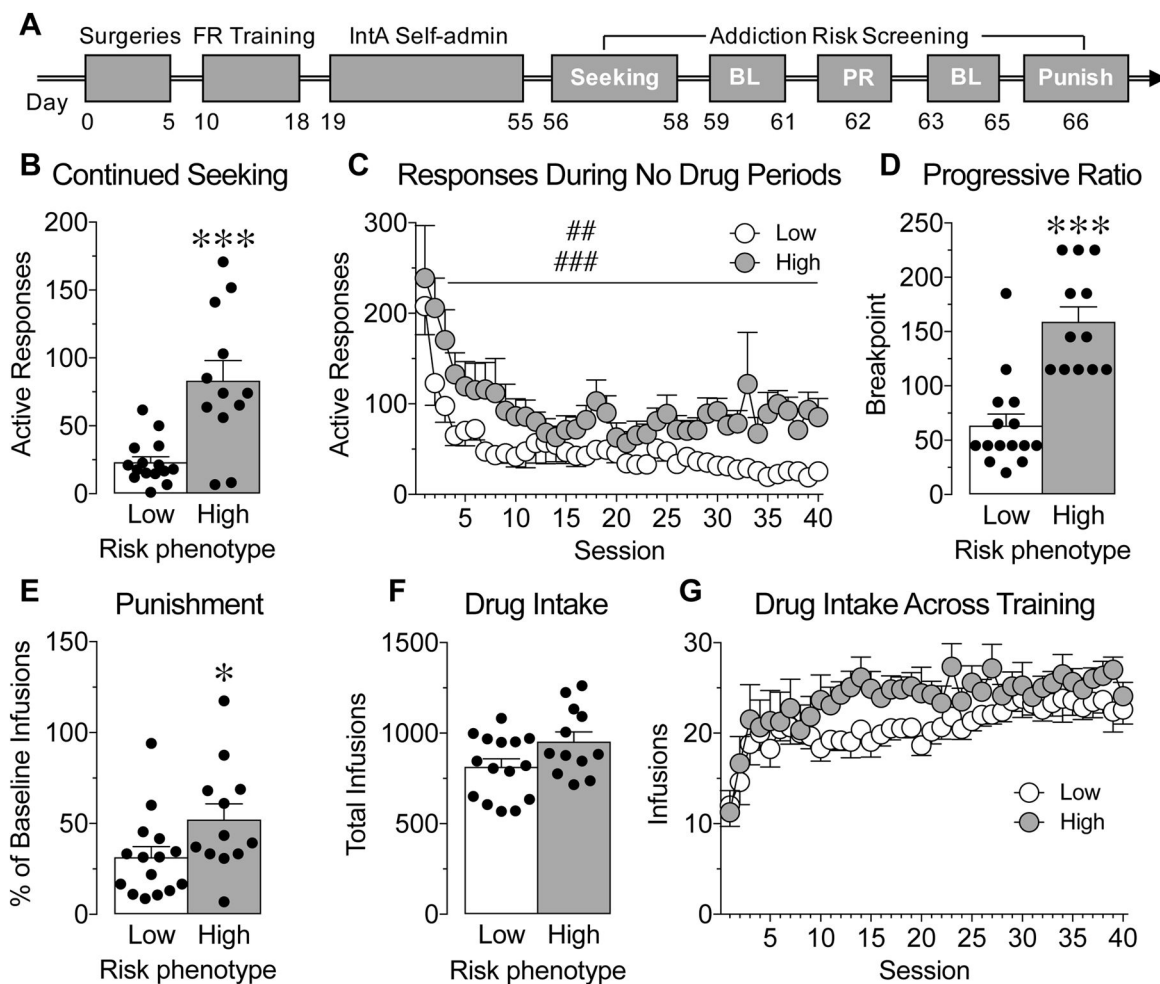 A
Surgeries FR Training IntA Self-admin Addiction Risk Screening
Seeking BL PR BL Punish
Day
0 5 10 18 19 55 56 58 59 61 62 63 65 66
B Continued Seeking
200
150
100
50
0
Active Responses
***
Low High
Risk phenotype
C Responses During No Drug Periods
300
200
100
0
Active Responses
##
###
Low
High
5 10 15 20 25 30 35 40
Session
D Progressive Ratio
250
200
150
100
50
0
Breakpoint
***
Low High
Risk phenotype
E Punishment
150
100
50
0
% of Baseline Infusions
*
Low High
Risk phenotype
F Drug Intake
1500
1000
500
0
Total Infusions
Low High
Risk phenotype
G Drug Intake Across Training
30
20
10
0
Infusions
Low
High
5 10 15 20 25 30 35 40
Session